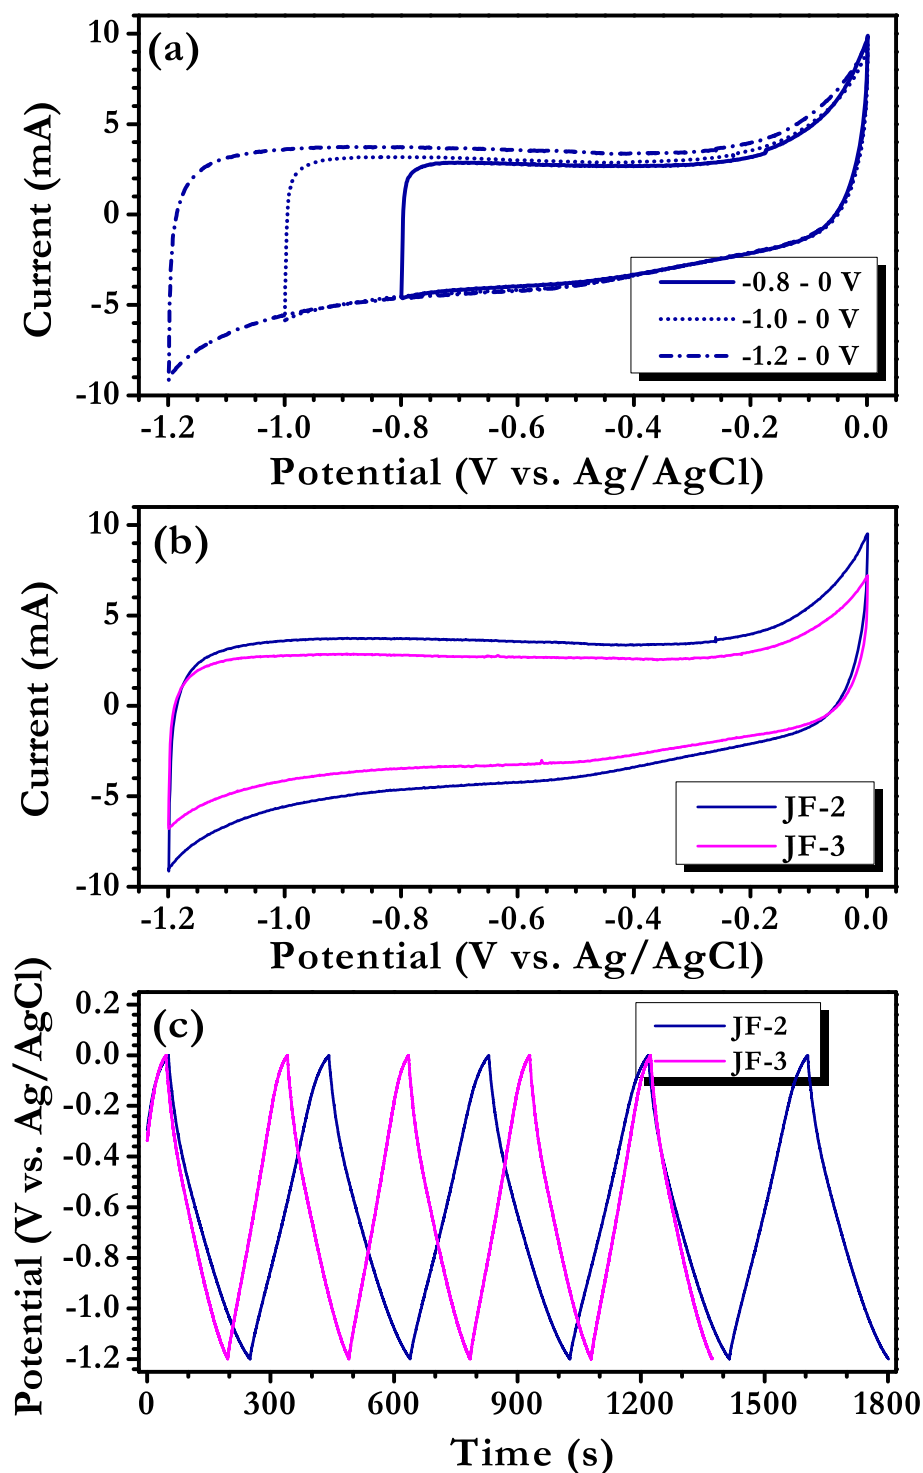 (a)
10
5
0
-5
-10
Current (mA)
-0.8 - 0 V
-1.0 - 0 V
-1.2 - 0 V
-1.2 -1.0 -0.8 -0.6 -0.4 -0.2 0.0
Potential (V vs. Ag/AgCl)
(b)
10
5
0
-5
-10
Current (mA)
JF-2
JF-3
-1.2 -1.0 -0.8 -0.6 -0.4 -0.2 0.0
Potential (V vs. Ag/AgCl)
(c)
0.2
0.0
-0.2
-0.4
-0.6
-0.8
-1.0
-1.2
Potential (V vs. Ag/AgCl)
JF-2
JF-3
0 300 600 900 1200 1500 1800
Time (s)